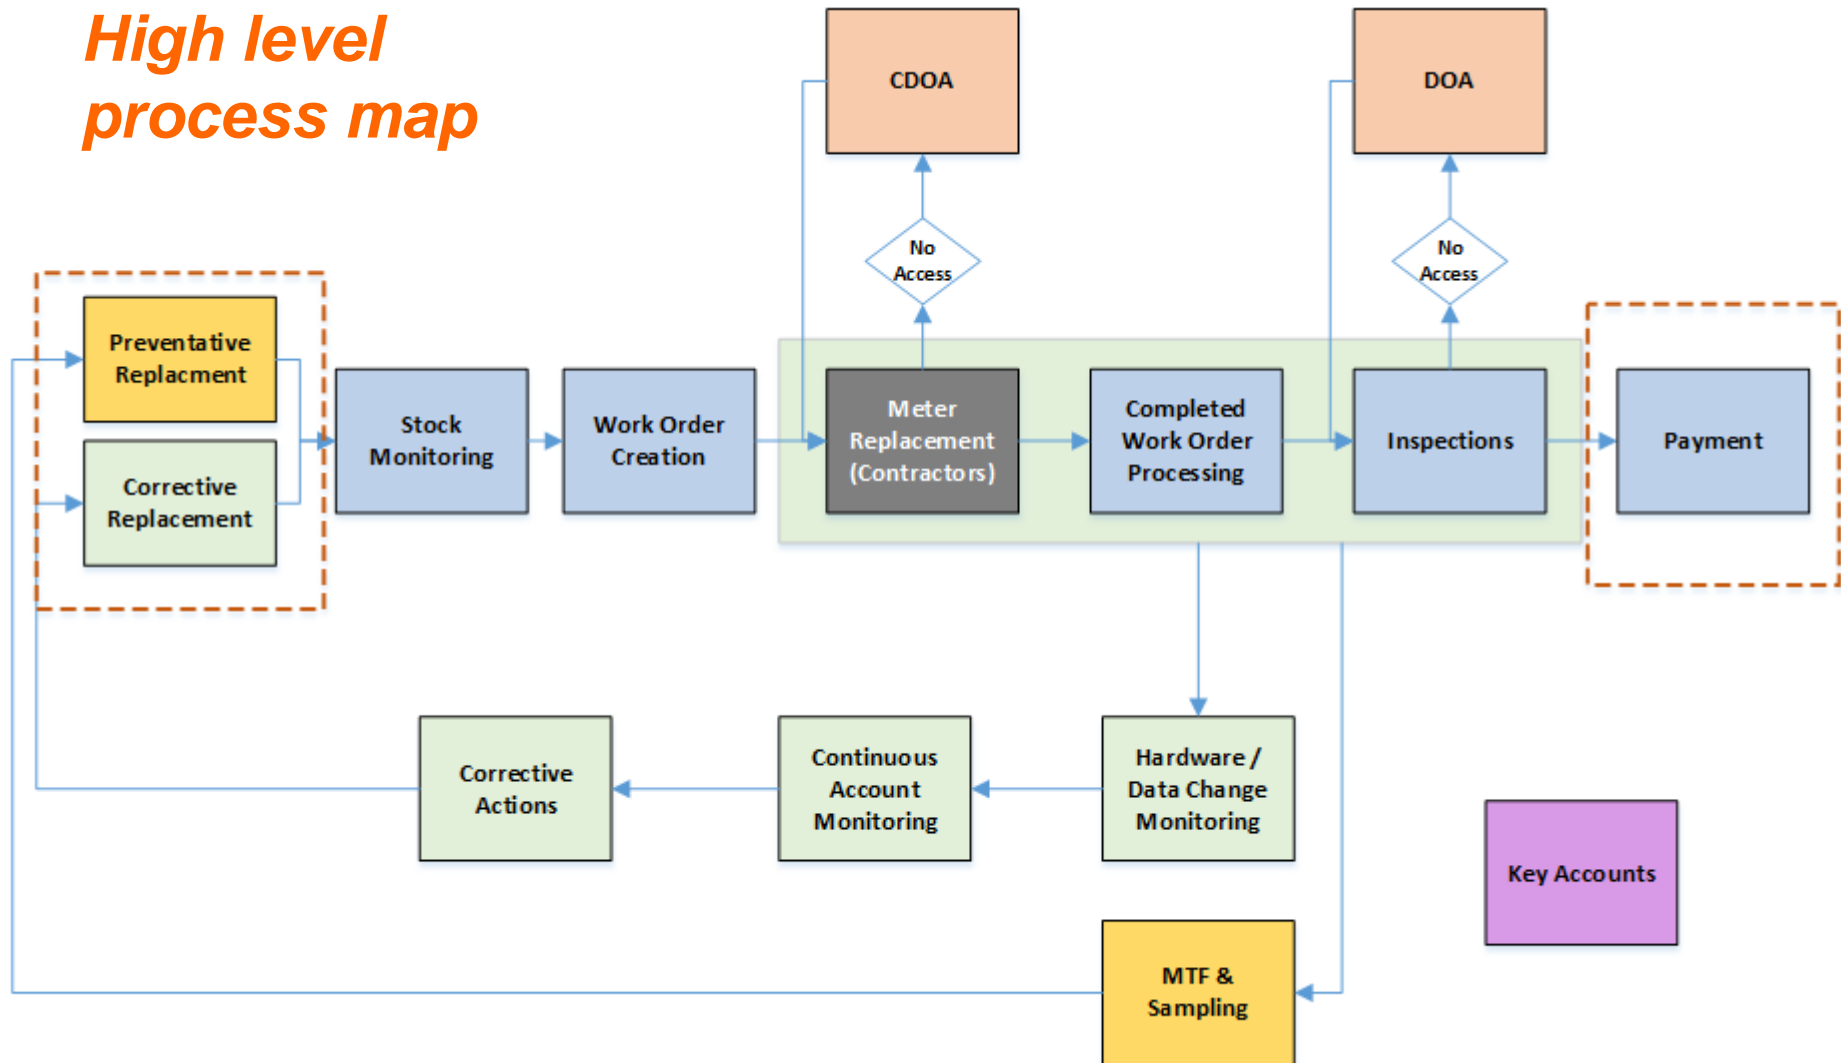 High level
process map
CDOA
DOA
No
Access
No
Access
Preventative
Replacment
Corrective
Replacement
Stock
Monitoring
Work Order
Creation
Meter
Replacement
(Contractors)
Completed
Work Order
Processing
Inspections
Payment
Corrective
Actions
Continuous
Account
Monitoring
Hardware /
Data Change
Monitoring
Key Accounts
MTF &
Sampling